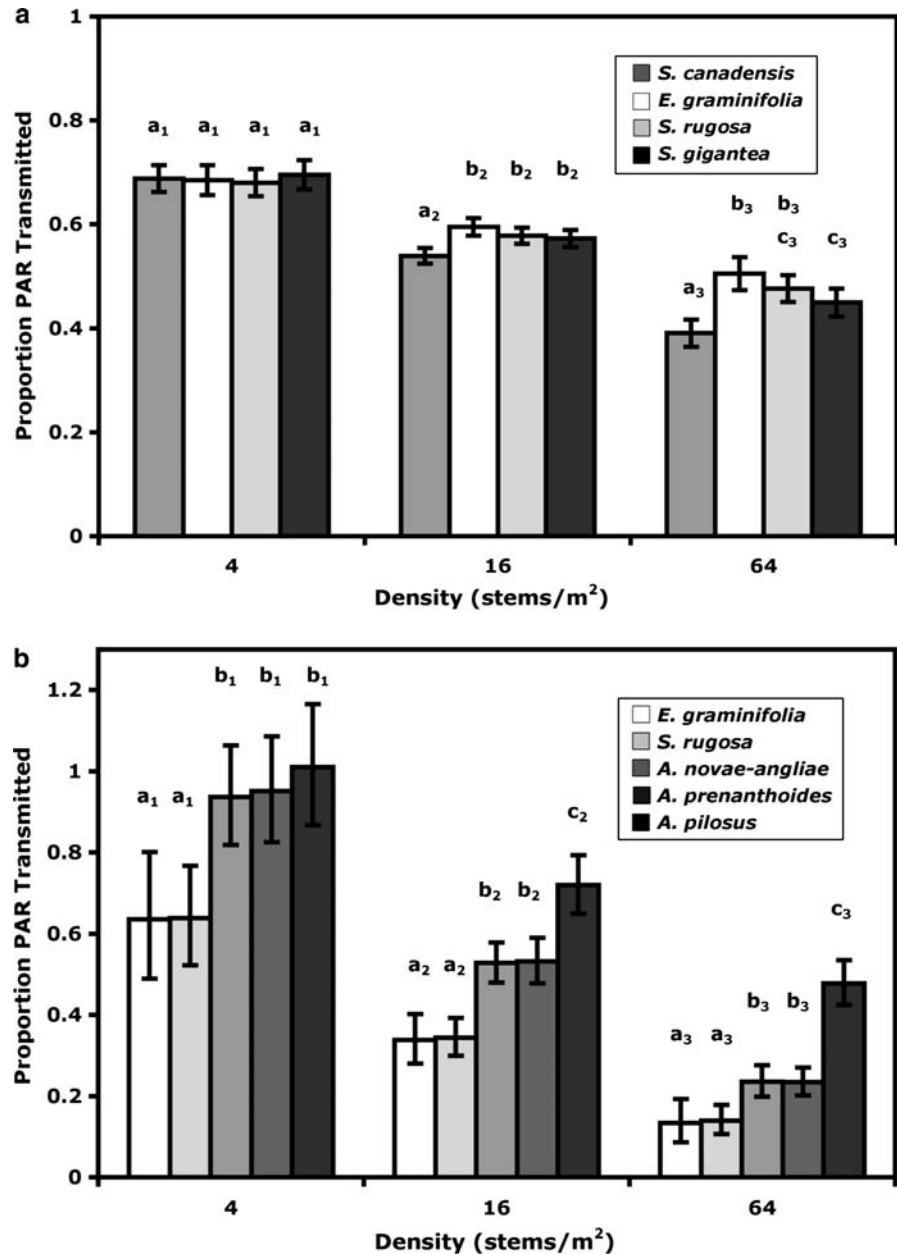 a
1
0.8
0.6
0.4
0.2
0
Proportion PAR Transmitted
S. canadensis
E. graminifolia
S. rugosa
S. gigantea
a₁ a₁ a₁ a₁
a₂ b₂ b₂ b₂
a₃ b₃ b₃ c₃ c₃
4 16 64
Density (stems/m²)
b
1.2
1
0.8
0.6
0.4
0.2
0
Proportion PAR Transmitted
E. graminifolia
S. rugosa
A. novae-angliae
A. prenanthoides
A. pilosus
a₁ a₁ b₁ b₁ b₁
a₂ a₂ b₂ b₂ c₂
a₃ a₃ b₃ b₃ c₃
4 16 64
Density (stems/m²)